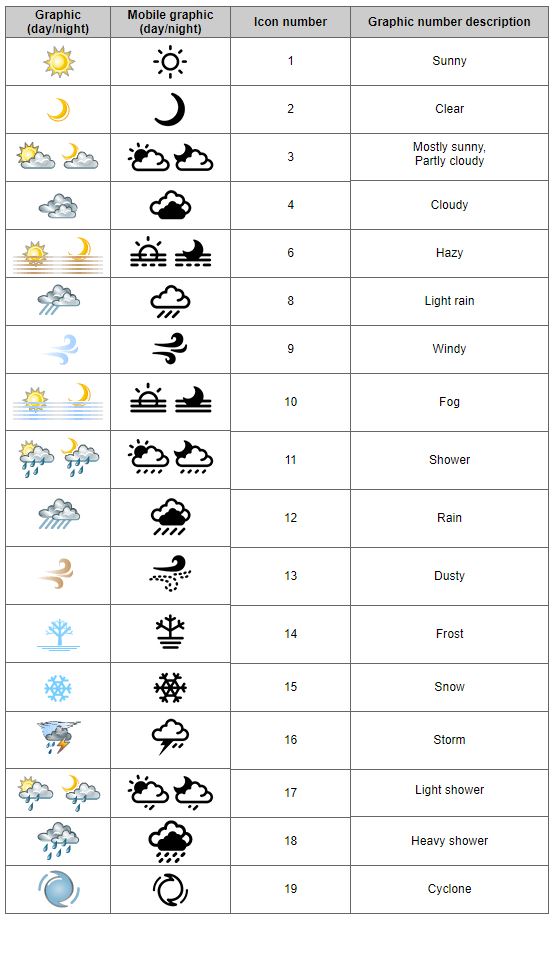 Graphic Mobile graphic Icon number Graphic number description
(day/night) (day/night)
1 Sunny
2 Clear
3 Mostly sunny,
Partly cloudy
4 Cloudy
6 Hazy
8 Light rain
9 Windy
10 Fog
11 Shower
12 Rain
13 Dusty
14 Frost
15 Snow
16 Storm
17 Light shower
18 Heavy shower
19 Cyclone